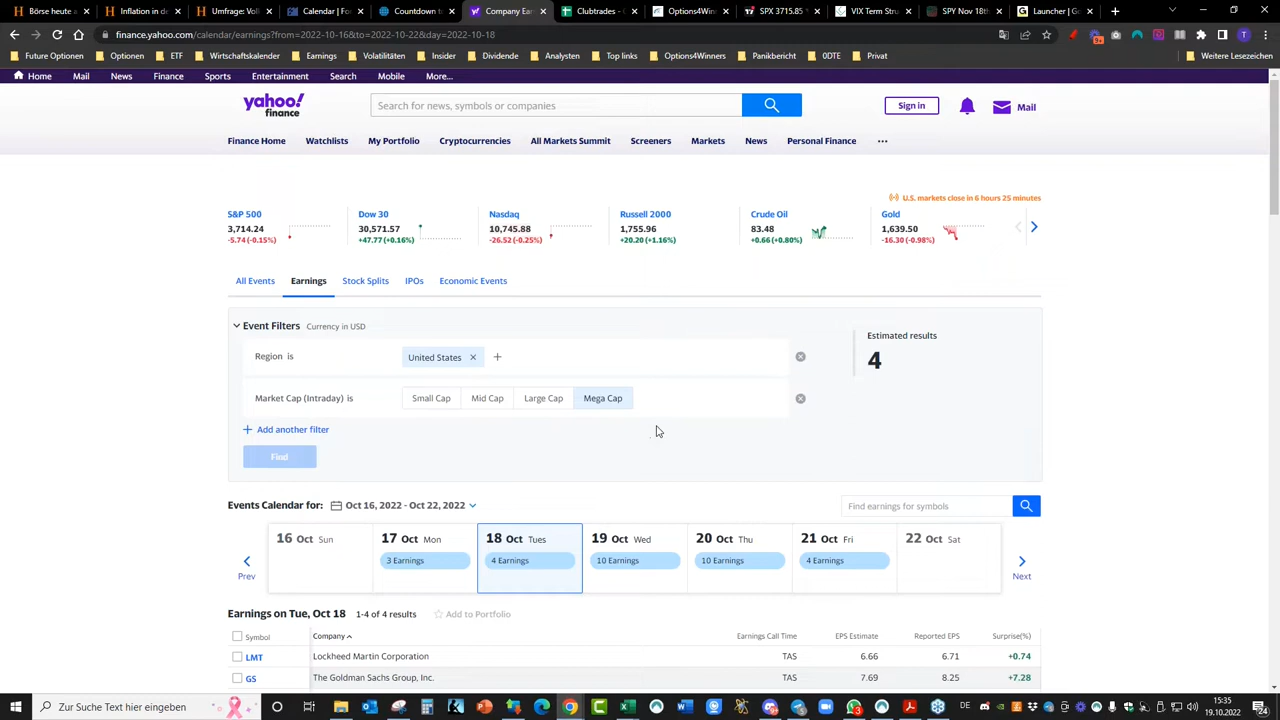 Börse | Wirts
Inflation in de
Umfrage | Xi
Calendar | Fo
Countdown to
Company Ear
Clubtrades - G
Options4Win
SPX 3715.85
VIX Term Stru
SPY Nov 18th
Launcher | Go
finance.yahoo.com/calendar/earnings?from=2022-10-16&to=2022-10-22&day=2022-10-18
Future Optionen
Optionen
ETF
Wirtschaftskalender
Earnings
Volatilitäten
Insider
Dividende
Analysten
Tools
Options4Winners
Panikbericht
0DTE
Privat
Weitere Lesezeichen
Home Mail News Finance Sports Entertainment Search Mobile More...
yahoo!
finance
Search for news, symbols or companies
Sign in
Mail
Finance Home Watchlists My Portfolio Cryptocurrencies All Markets Summit Screeners Markets News Personal Finance ...
U.S. markets close in 6 hours 25 minutes
S&P 500
3,714.24
-5.74 (-0.15%)
Dow 30
30,571.57
+47.77 (+0.16%)
Nasdaq
10,745.88
-26.52 (-0.25%)
Russell 2000
1,755.96
+20.20 (+1.16%)
Crude Oil
83.48
+0.66 (+0.80%)
Gold
1,639.50
-16.30 (-0.98%)
All Events Earnings Stock Splits IPOs Economic Events
Event Filters Currency in USD
Estimated results
4
Region is United States
Market Cap (Intraday) is Small Cap Mid Cap Large Cap Mega Cap
Add another filter
Find
Events Calendar for: Oct 16, 2022 - Oct 22, 2022
Find earnings for symbols
Prev
16 Oct Sun
17 Oct Mon
3 Earnings
18 Oct Tues
4 Earnings
19 Oct Wed
10 Earnings
20 Oct Thu
10 Earnings
21 Oct Fri
4 Earnings
22 Oct Sat
Next
Earnings on Tue, Oct 18 1-4 of 4 results Add to Portfolio
Symbol Company Earnings Call Time EPS Estimate Reported EPS Surprise(%)
LMT Lockheed Martin Corporation TAS 6.66 6.71 +0.74
GS The Goldman Sachs Group, Inc. TAS 7.69 8.25 +7.28
Zur Suche Text hier eingeben
DE
15:35
19.10.2022